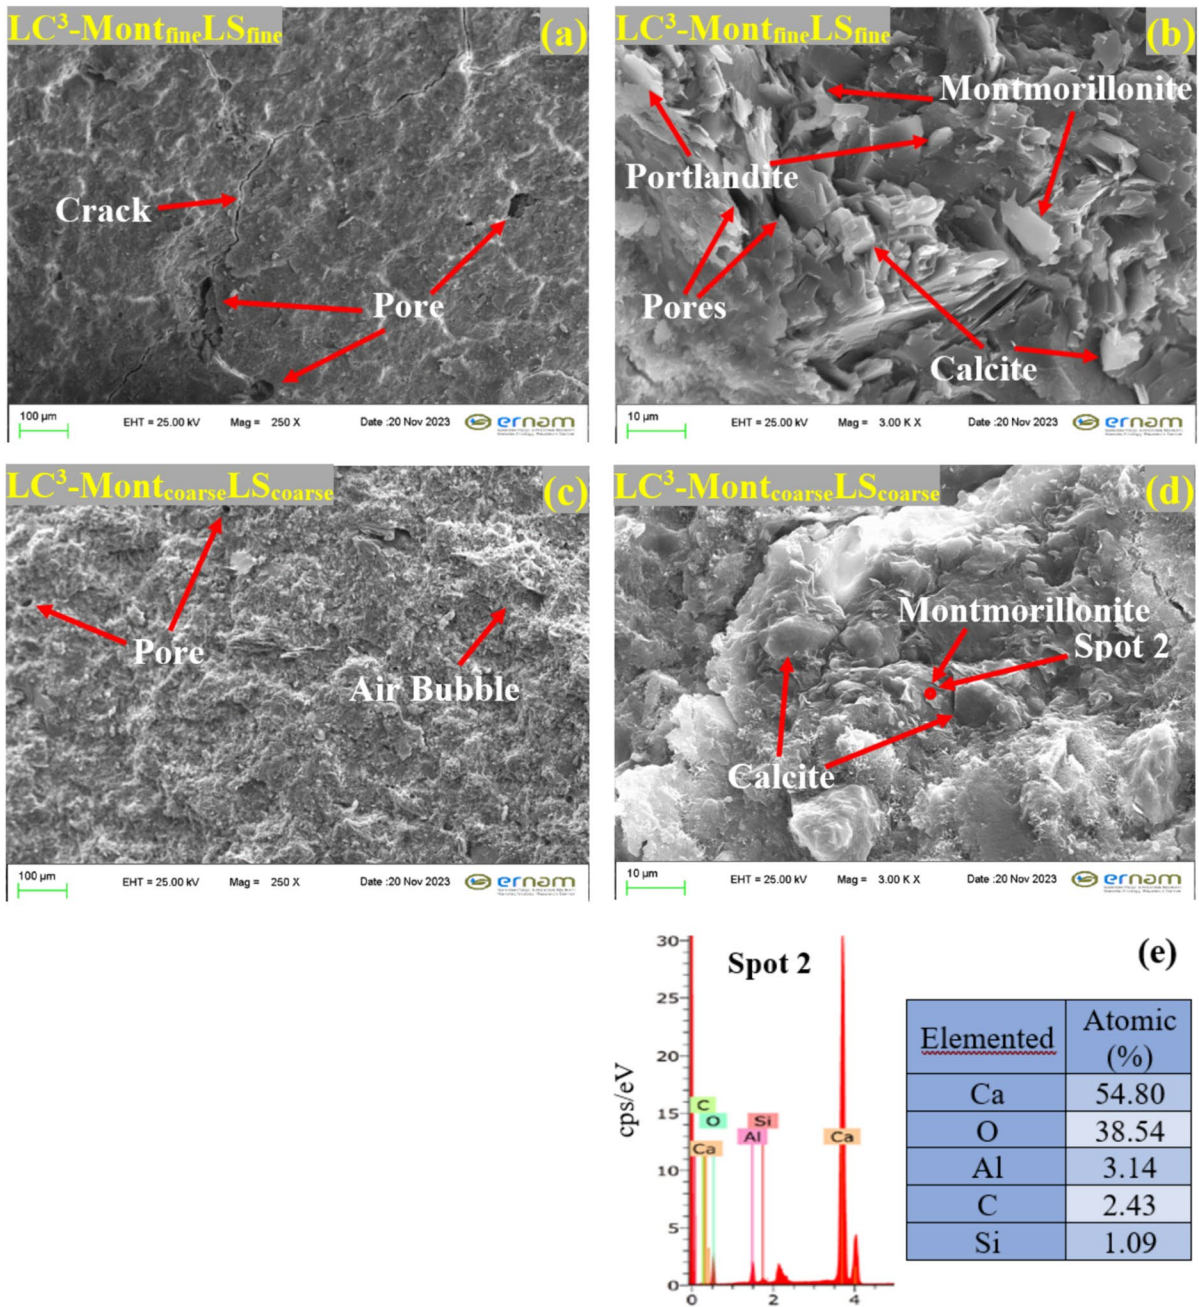 LC³-Mont_fineLS_fine
(a)
Crack
Pore
100 µm
EHT = 25.00 kV
Mag = 250 X
Date :20 Nov 2023
ernam
LC³-Mont_fineLS_fine
(b)
Montmorillonite
Portlandite
Pores
Calcite
10 µm
EHT = 25.00 kV
Mag = 3.00 K X
Date :20 Nov 2023
ernam
LC³-Mont_coarseLS_coarse
(c)
Pore
Air Bubble
100 µm
EHT = 25.00 kV
Mag = 250 X
Date :20 Nov 2023
ernam
LC³-Mont_coarseLS_coarse
(d)
Montmorillonite
Spot 2
Calcite
10 µm
EHT = 25.00 kV
Mag = 3.00 K X
Date :20 Nov 2023
ernam
(e)
Spot 2
cps/eV
30
25
20
15
10
5
0
0 2 4
C
O
Ca
Al
Si
Ca
Elemented Atomic (%)
Ca 54.80
O 38.54
Al 3.14
C 2.43
Si 1.09